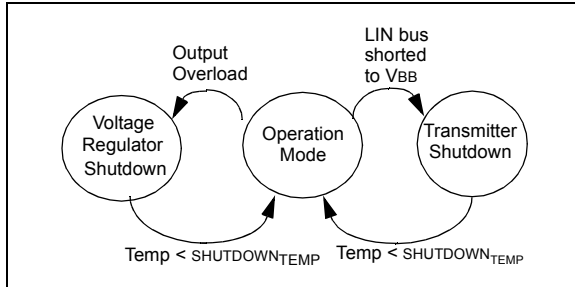 Output
Overload
LIN bus
shorted
to VBB
Voltage
Regulator
Shutdown
Operation
Mode
Transmitter
Shutdown
Temp < SHUTDOWNTEMP
Temp < SHUTDOWNTEMP